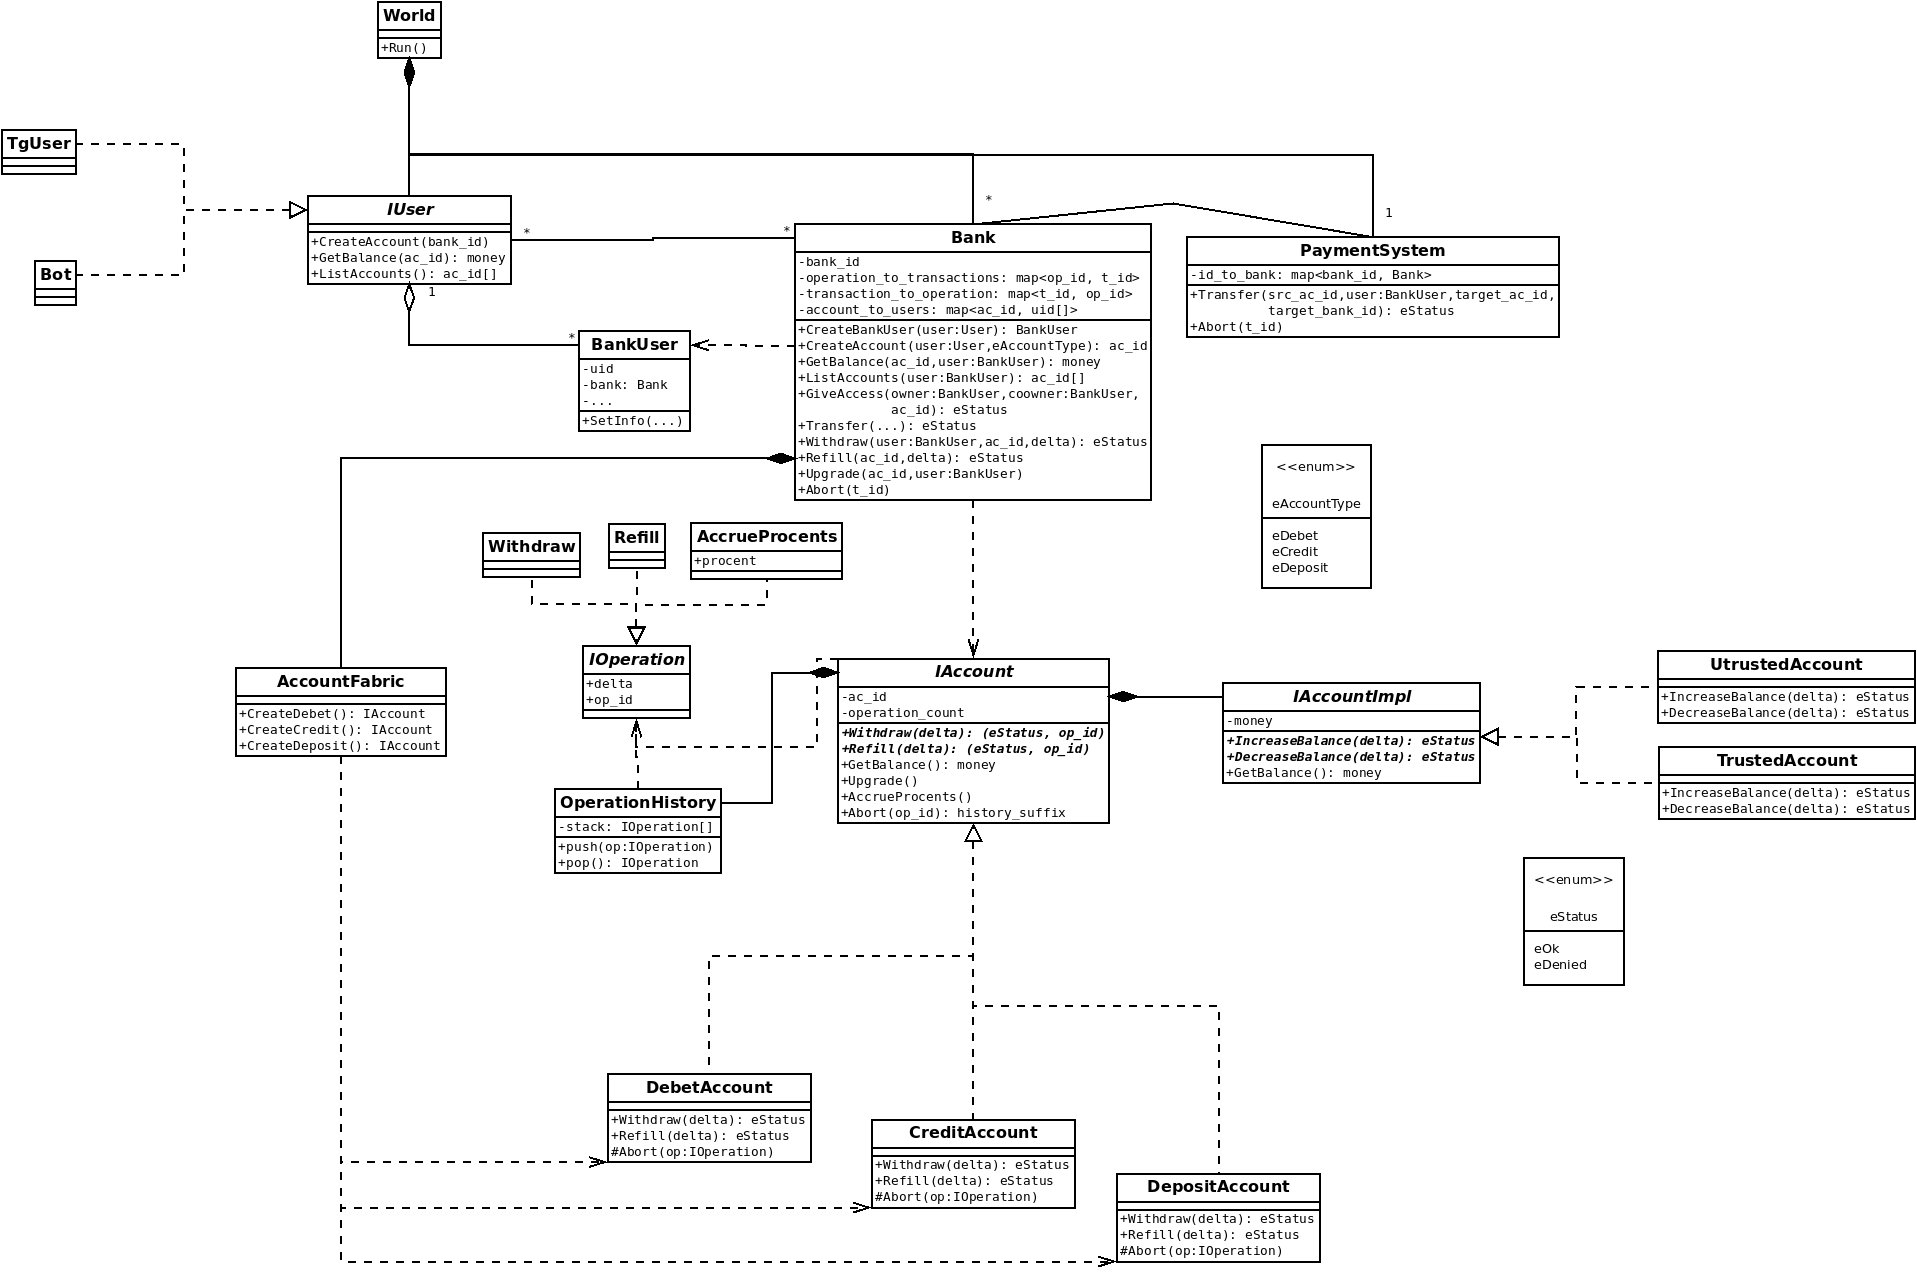 World
+Run()
TgUser
Bot
IUser
+CreateAccount(bank_id)
+GetBalance(ac_id): money
+ListAccounts(): ac_id[]
*
*
*
1
1
*
Bank
-bank_id
-operation_to_transactions: map<op_id, t_id>
-transaction_to_operation: map<t_id, op_id>
-account_to_users: map<ac_id, uid[]>
+CreateBankUser(user:User): BankUser
+CreateAccount(user:User,eAccountType): ac_id
+GetBalance(ac_id,user:BankUser): money
+ListAccounts(user:BankUser): ac_id[]
+GiveAccess(owner:BankUser,coowner:BankUser,
ac_id): eStatus
+Transfer(...): eStatus
+Withdraw(user:BankUser,ac_id,delta): eStatus
+Refill(ac_id,delta): eStatus
+Upgrade(ac_id,user:BankUser)
+Abort(t_id)
PaymentSystem
-id_to_bank: map<bank_id, Bank>
+Transfer(src_ac_id,user:BankUser,target_ac_id,
target_bank_id): eStatus
+Abort(t_id)
BankUser
-uid
-bank: Bank
-...
+SetInfo(...)
<<enum>>
eAccountType
eDebet
eCredit
eDeposit
Withdraw
Refill
AccrueProcents
+procent
AccountFabric
+CreateDebet(): IAccount
+CreateCredit(): IAccount
+CreateDeposit(): IAccount
IOperation
+delta
+op_id
OperationHistory
-stack: IOperation[]
+push(op:IOperation)
+pop(): IOperation
IAccount
-ac_id
-operation_count
+Withdraw(delta): (eStatus, op_id)
+Refill(delta): (eStatus, op_id)
+GetBalance(): money
+Upgrade()
+AccrueProcents()
+Abort(op_id): history_suffix
IAccountImpl
-money
+IncreaseBalance(delta): eStatus
+DecreaseBalance(delta): eStatus
+GetBalance(): money
UtrustedAccount
+IncreaseBalance(delta): eStatus
+DecreaseBalance(delta): eStatus
TrustedAccount
+IncreaseBalance(delta): eStatus
+DecreaseBalance(delta): eStatus
<<enum>>
eStatus
eOk
eDenied
DebetAccount
+Withdraw(delta): eStatus
+Refill(delta): eStatus
#Abort(op:IOperation)
CreditAccount
+Withdraw(delta): eStatus
+Refill(delta): eStatus
#Abort(op:IOperation)
DepositAccount
+Withdraw(delta): eStatus
+Refill(delta): eStatus
#Abort(op:IOperation)